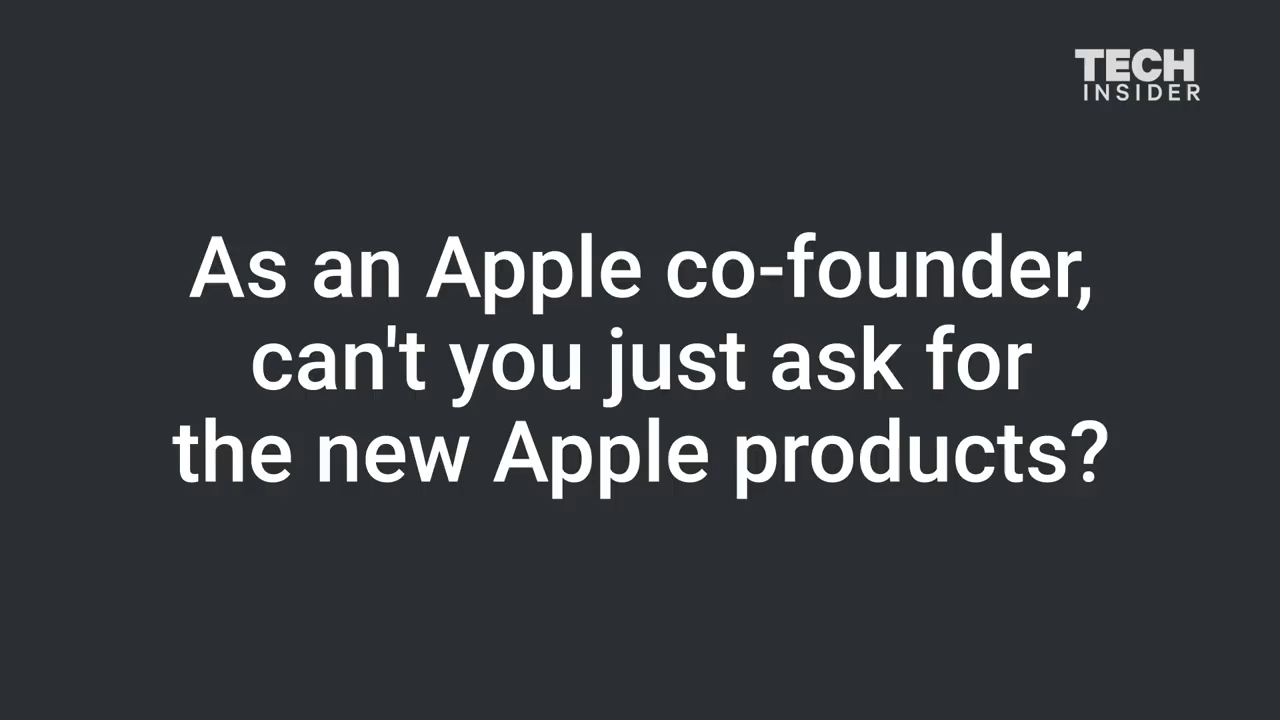 TECH
INSIDER
As an Apple co-founder,
can't you just ask for
the new Apple products?